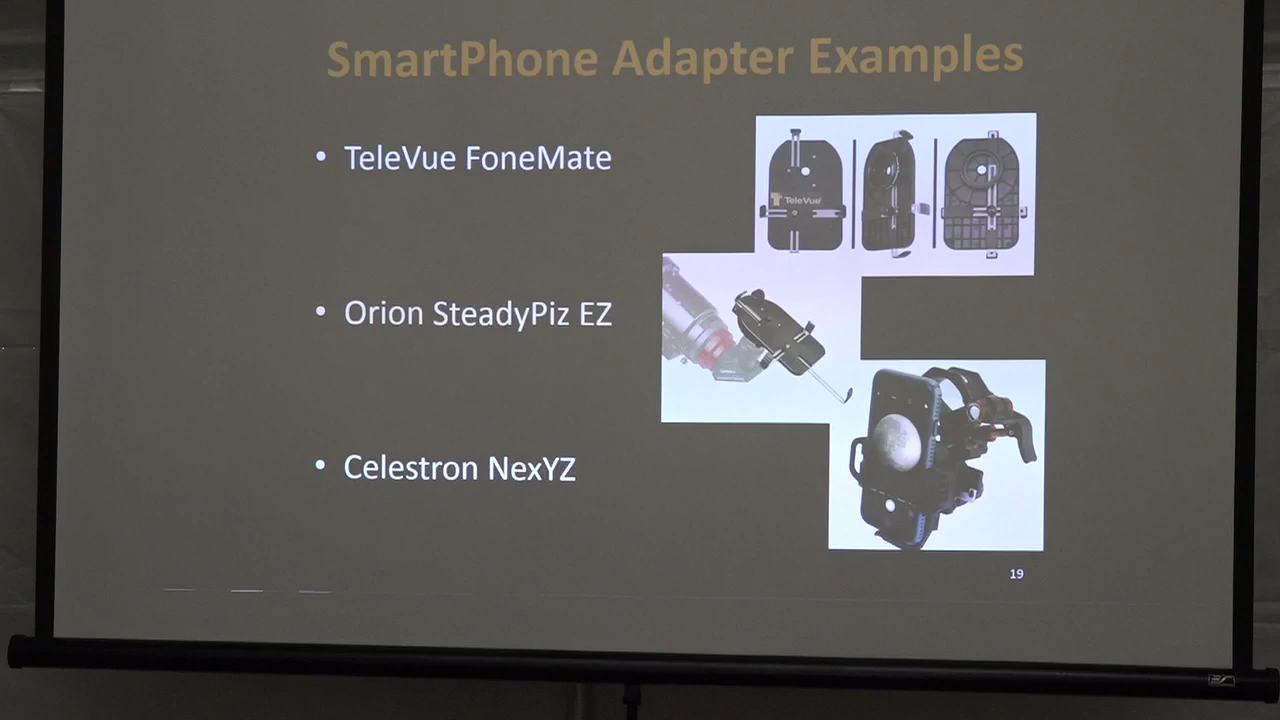 SmartPhone Adapter Examples
• TeleVue FoneMate
TeleVue
• Orion SteadyPiz EZ
• Celestron NexYZ
19